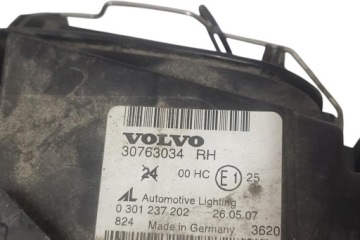 VOLVO
30763034 RH
24 00 HC E1 25
AL Automotive Lighting
0 301 237 202 26.05.07
824 Made in Germany 3620